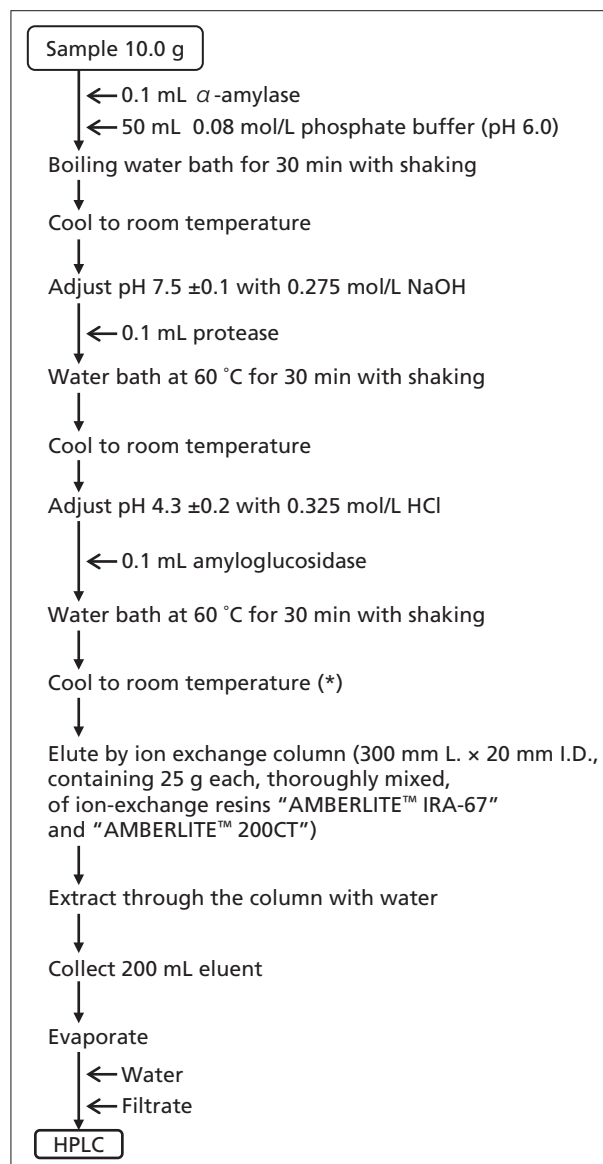 Sample 10.0 g
0.1 mL α-amylase
50 mL 0.08 mol/L phosphate buffer (pH 6.0)
Boiling water bath for 30 min with shaking
Cool to room temperature
Adjust pH 7.5 ±0.1 with 0.275 mol/L NaOH
0.1 mL protease
Water bath at 60 ˚C for 30 min with shaking
Cool to room temperature
Adjust pH 4.3 ±0.2 with 0.325 mol/L HCl
0.1 mL amyloglucosidase
Water bath at 60 ˚C for 30 min with shaking
Cool to room temperature (*)
Elute by ion exchange column (300 mm L. × 20 mm I.D.,
containing 25 g each, thoroughly mixed,
of ion-exchange resins “AMBERLITE™ IRA-67”
and “AMBERLITE™ 200CT”)
Extract through the column with water
Collect 200 mL eluent
Evaporate
Water
Filtrate
HPLC